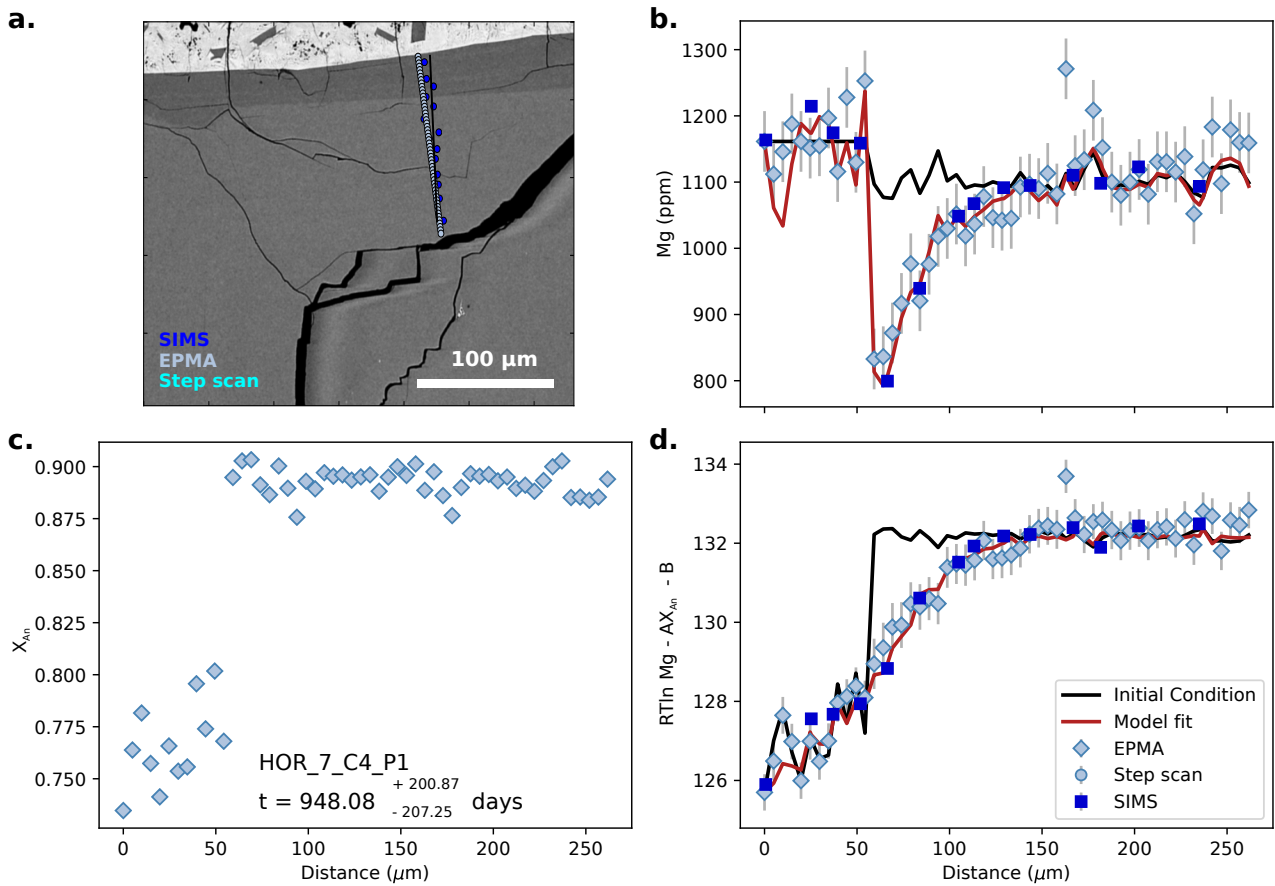 a.
SIMS
EPMA
Step scan
100 μm
b.
1300
1200
1100
1000
900
800
Mg (ppm)
c.
0.900
0.875
0.850
0.825
0.800
0.775
0.750
X_An
HOR_7_C4_P1
t = 948.08 + 200.87 - 207.25 days
0 50 100 150 200 250
Distance (μm)
d.
134
132
130
128
126
RTln Mg - AX_An - B
Initial Condition
Model fit
EPMA
Step scan
SIMS
0 50 100 150 200 250
Distance (μm)